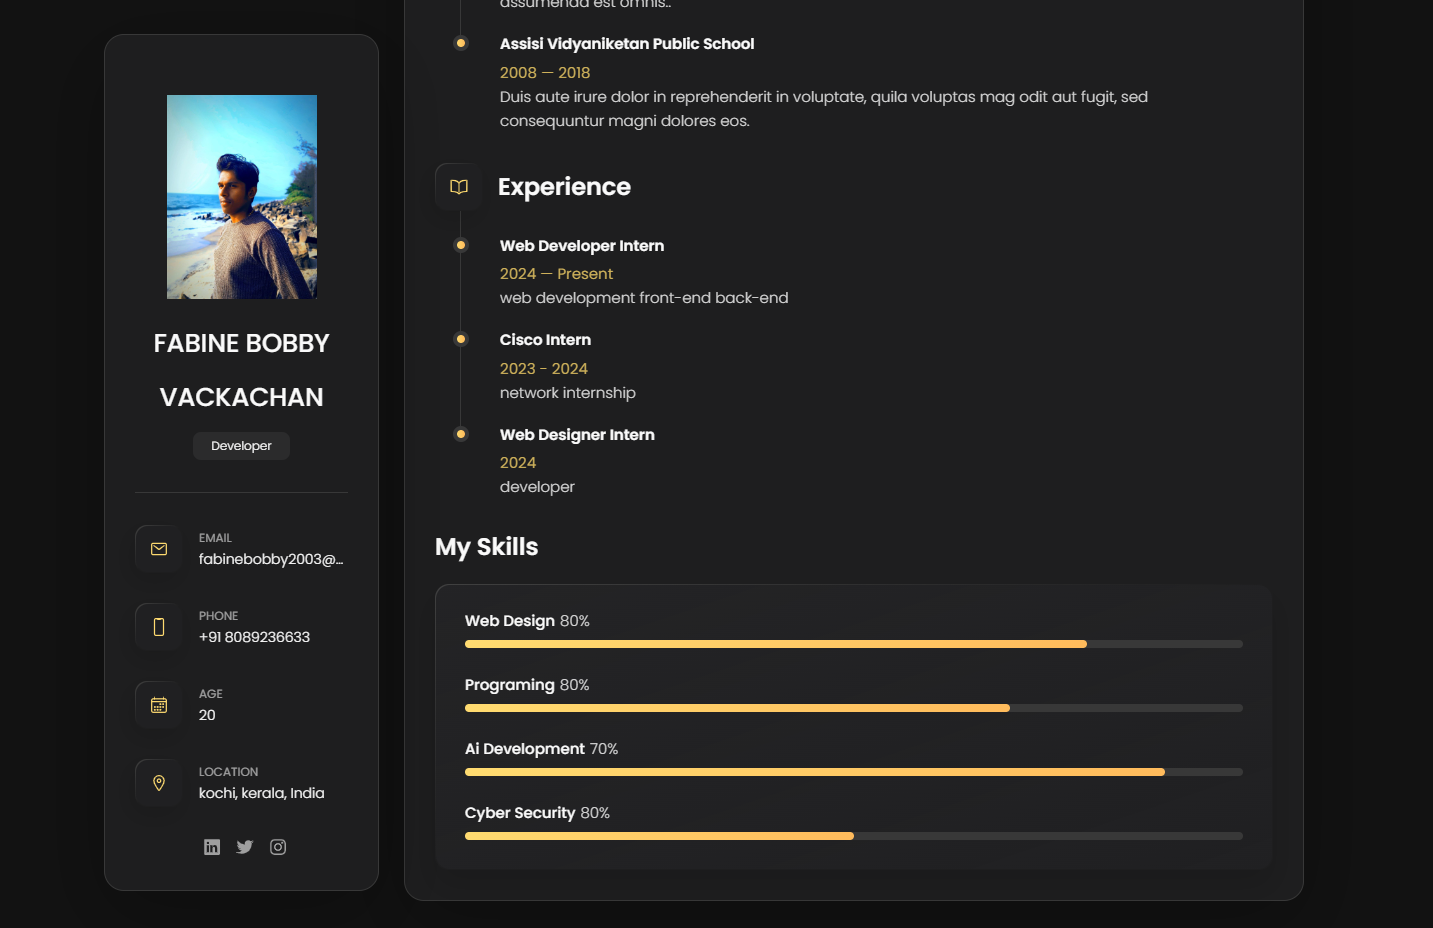 FABINE BOBBY
VACKACHAN
Developer
EMAIL
fabinebobby2003@...
PHONE
+91 8089236633
AGE
20
LOCATION
kochi, kerala, India
assumenda est omnis..
Assisi Vidyaniketan Public School
2008 — 2018
Duis aute irure dolor in reprehenderit in voluptate, quila voluptas mag odit aut fugit, sed
consequuntur magni dolores eos.
Experience
Web Developer Intern
2024 — Present
web development front-end back-end
Cisco Intern
2023 - 2024
network internship
Web Designer Intern
2024
developer
My Skills
Web Design 80%
Programing 80%
Ai Development 70%
Cyber Security 80%